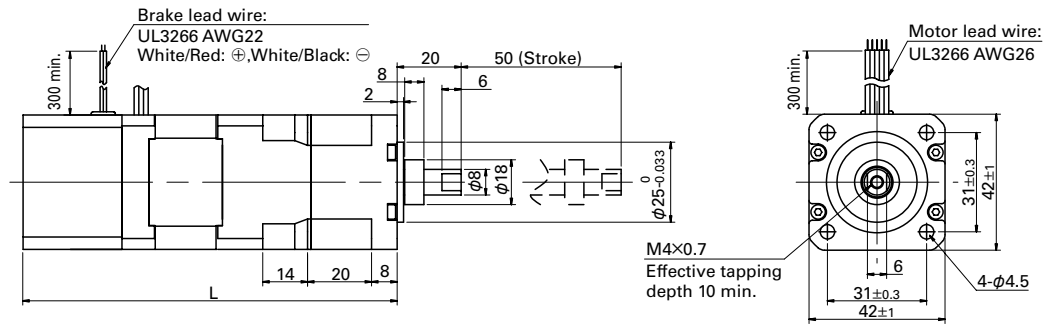 Brake lead wire:
UL3266 AWG22
White/Red: ⊕,White/Black: ⊖
300 min.
20
50 (Stroke)
8
6
2
φ8
φ18
φ25-0.033
0
14
20
8
L
Motor lead wire:
UL3266 AWG26
300 min.
31±0.3
42±1
M4×0.7
Effective tapping
depth 10 min.
6
4-φ4.5
31±0.3
42±1